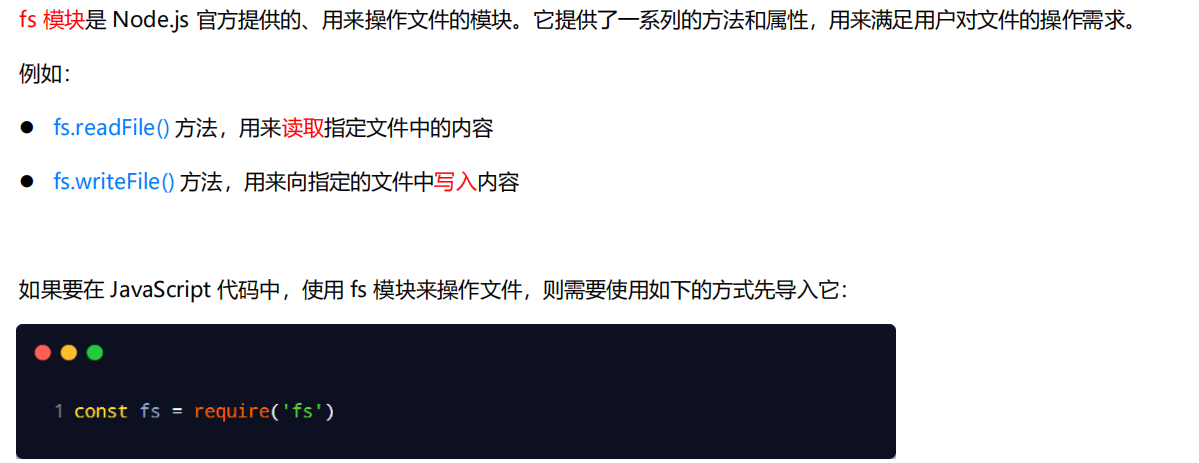 fs 模块是 Node.js 官方提供的、用来操作文件的模块。它提供了一系列的方法和属性，用来满足用户对文件的操作需求。
例如：
● fs.readFile() 方法，用来读取指定文件中的内容
● fs.writeFile() 方法，用来向指定的文件中写入内容
如果要在 JavaScript 代码中，使用 fs 模块来操作文件，则需要使用如下的方式先导入它：
1 const fs = require('fs')